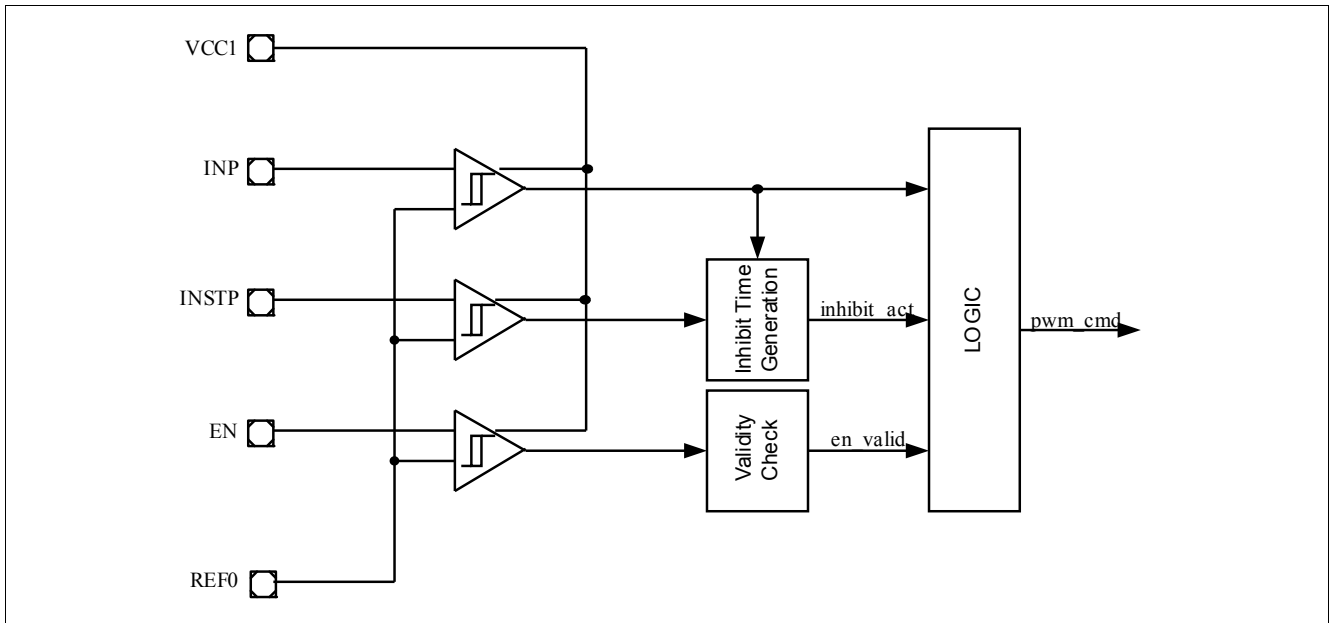 VCC1
INP
INSTP
EN
REF0
Inhibit Time
Generation
inhibit_act
Validity
Check
en_valid
LOGIC
pwm_cmd